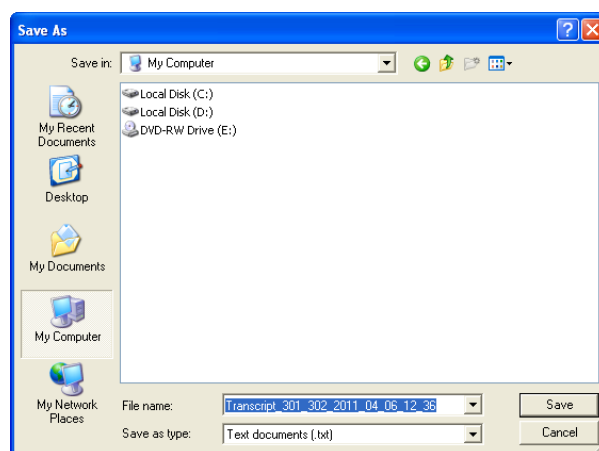 Save As
Save in: My Computer
Local Disk (C:)
Local Disk (D:)
DVD-RW Drive (E:)
My Recent
Documents
Desktop
My Documents
My Computer
My Network
Places
File name: Transcript_301_302_2011_04_06_12_36
Save
Save as type: Text documents (.txt)
Cancel